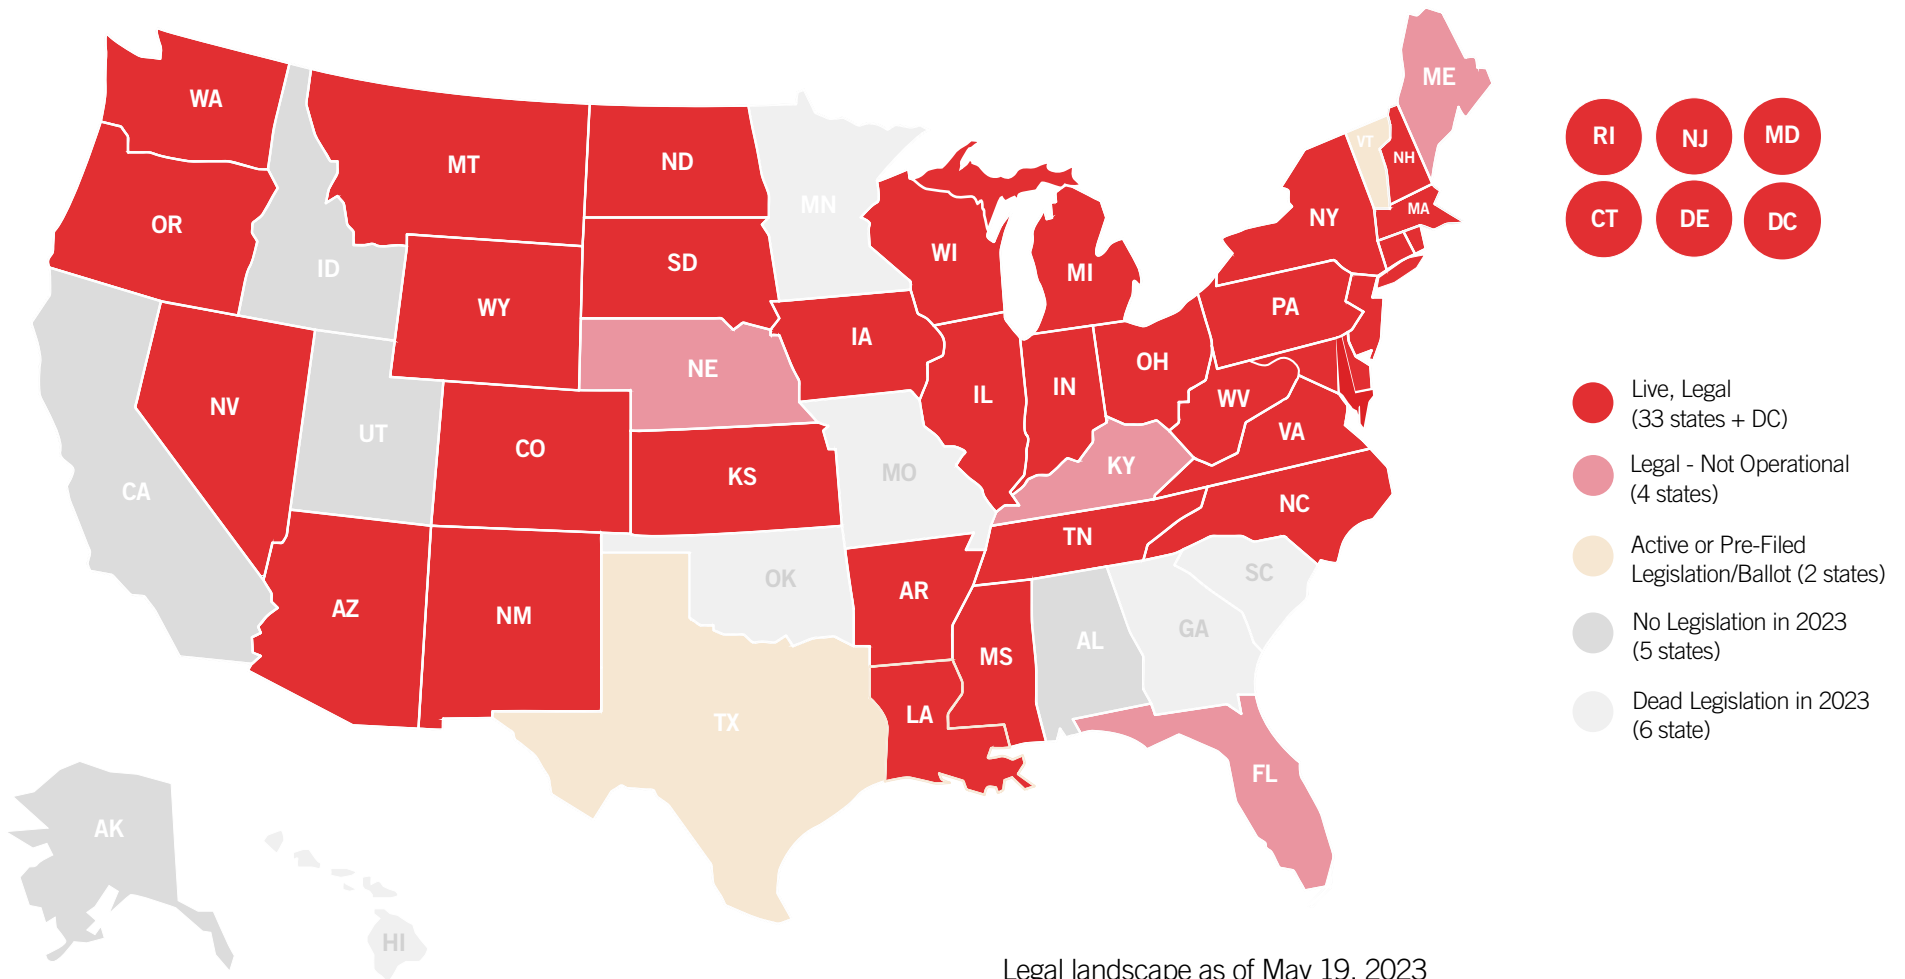 ME
WA
RI
NJ
MD
VT
NH
MT
ND
MN
MA
OR
NY
CT
DE
DC
WI
ID
SD
MI
WY
PA
IA
OH
NE
IL
IN
WV
NV
UT
CO
VA
KS
MO
KY
CA
NC
TN
OK
AR
SC
AZ
NM
GA
AL
MS
LA
TX
FL
AK
HI
Live, Legal
(33 states + DC)
Legal - Not Operational
(4 states)
Active or Pre-Filed
Legislation/Ballot (2 states)
No Legislation in 2023
(5 states)
Dead Legislation in 2023
(6 state)
Legal landscape as of May 19, 2023